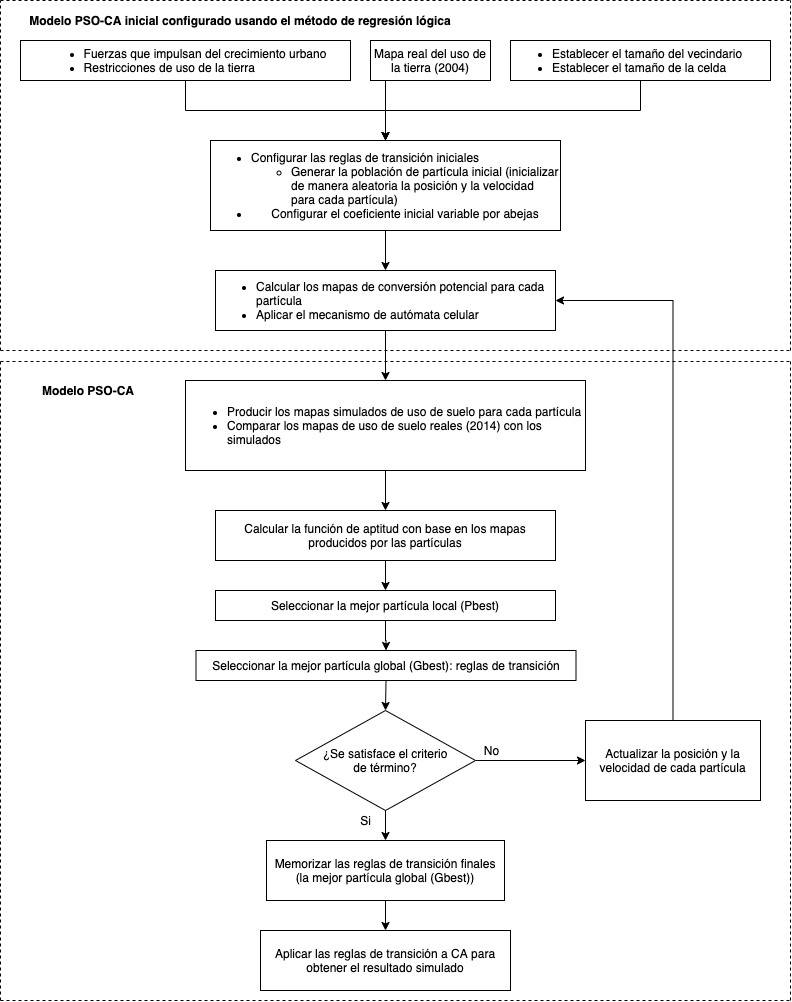 Modelo PSO-CA inicial configurado usando el método de regresión lógica
Fuerzas que impulsan del crecimiento urbano
Restricciones de uso de la tierra
Mapa real del uso de
la tierra (2004)
Establecer el tamaño del vecindario
Establecer el tamaño de la celda
Configurar las reglas de transición iniciales
Generar la población de partícula inicial (inicializar
de manera aleatoria la posición y la velocidad
para cada partícula)
Configurar el coeficiente inicial variable por abejas
Calcular los mapas de conversión potencial para cada
partícula
Aplicar el mecanismo de autómata celular
Modelo PSO-CA
Producir los mapas simulados de uso de suelo para cada partícula
Comparar los mapas de uso de suelo reales (2014) con los
simulados
Calcular la función de aptitud con base en los mapas
producidos por las partículas
Seleccionar la mejor partícula local (Pbest)
Seleccionar la mejor partícula global (Gbest): reglas de transición
¿Se satisface el criterio
de término?
No
Actualizar la posición y la
velocidad de cada partícula
Si
Memorizar las reglas de transición finales
(la mejor partícula global (Gbest))
Aplicar las reglas de transición a CA para
obtener el resultado simulado